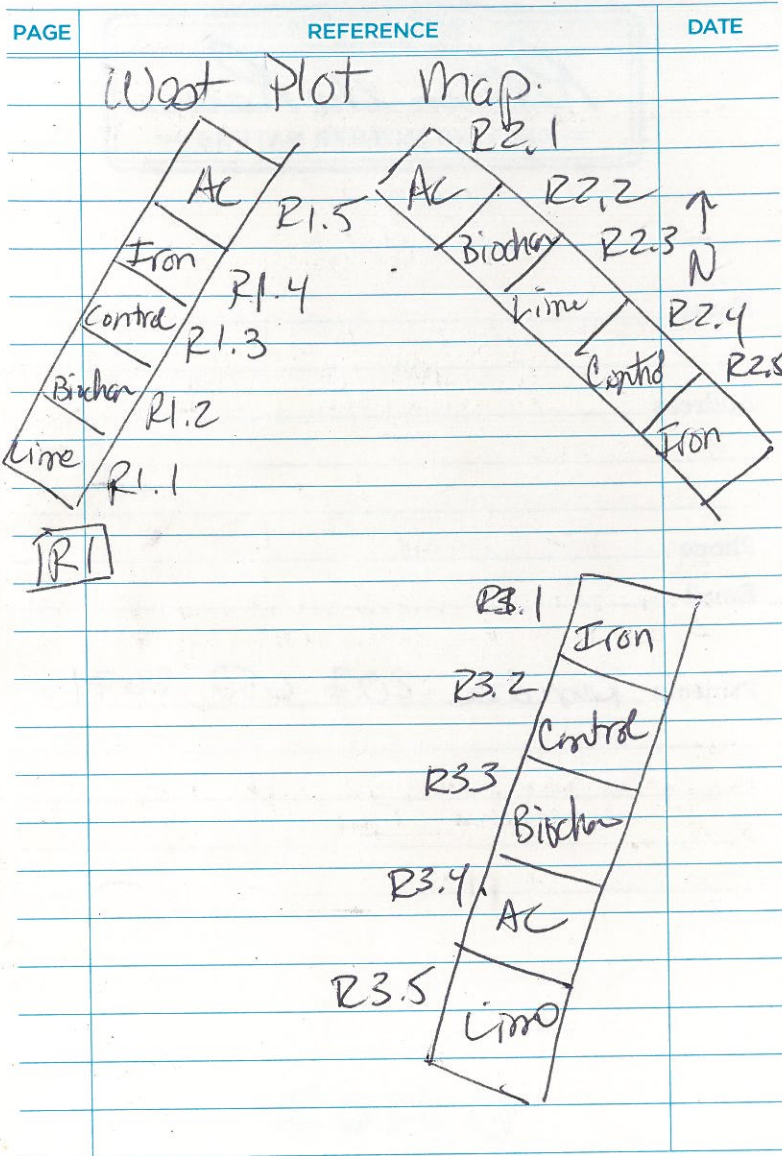 PAGE REFERENCE DATE
West Plot Map.
AC R1.5
Iron R1.4
Control R1.3
Biochar R1.2
Lime R1.1
R1
AC R2.1
Biochar R2.2
Lime R2.3
Control R2.4
Iron R2.5
↑
N
R3.1 Iron
R3.2 Control
R3.3 Biochar
R3.4 AC
R3.5 Lime